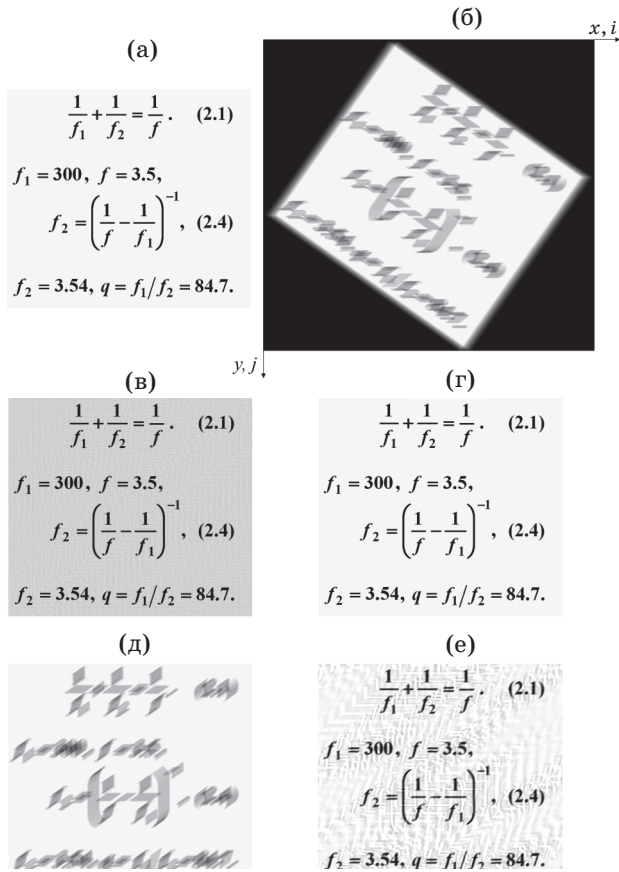 (а)
(б)
x, i
1/f₁ + 1/f₂ = 1/f . (2.1)
f₁ = 300, f = 3.5,
f₂ = (1/f − 1/f₁)⁻¹, (2.4)
f₂ = 3.54, q = f₁/f₂ = 84.7.
y, j
(в)
(г)
1/f₁ + 1/f₂ = 1/f . (2.1)
f₁ = 300, f = 3.5,
f₂ = (1/f − 1/f₁)⁻¹, (2.4)
f₂ = 3.54, q = f₁/f₂ = 84.7.
1/f₁ + 1/f₂ = 1/f . (2.1)
f₁ = 300, f = 3.5,
f₂ = (1/f − 1/f₁)⁻¹, (2.4)
f₂ = 3.54, q = f₁/f₂ = 84.7.
(д)
(е)
1/f₁ + 1/f₂ = 1/f . (2.1)
f₁ = 300, f = 3.5,
f₂ = (1/f − 1/f₁)⁻¹, (2.4)
f₂ = 3.54, q = f₁/f₂ = 84.7.